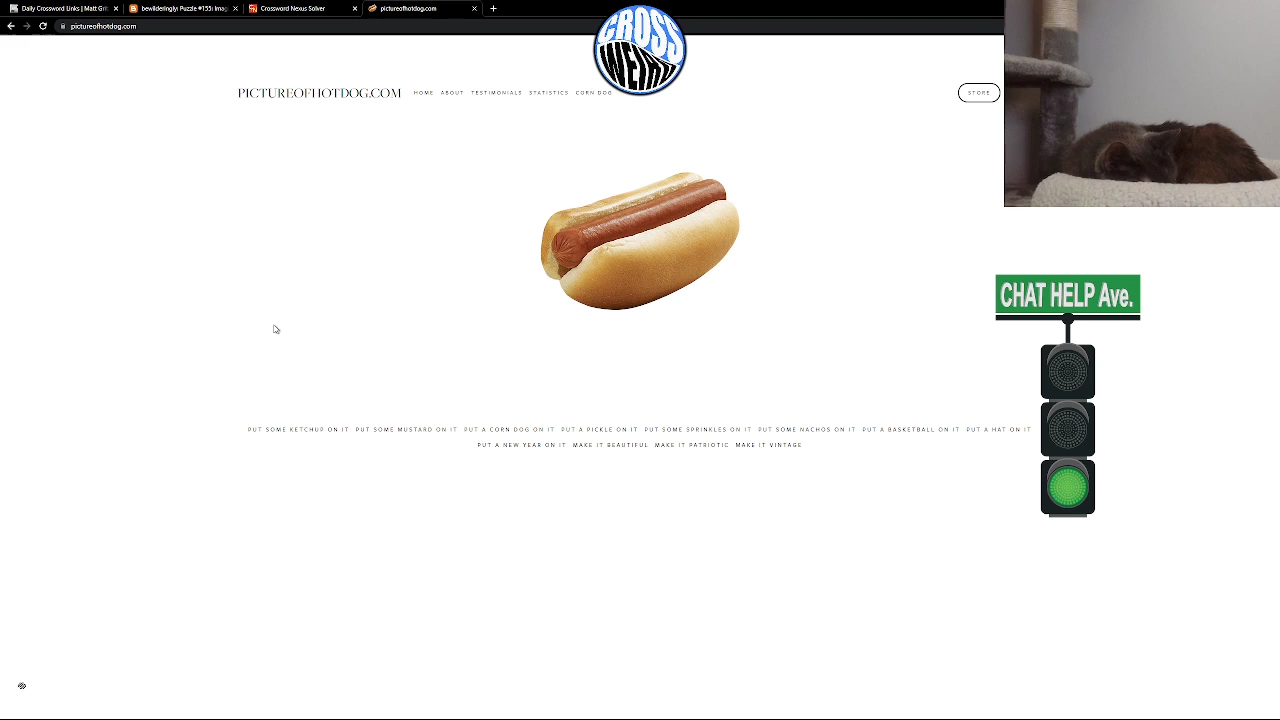 Daily Crossword Links | Matt Grit
bewilderingly: Puzzle #155: Imag
Crossword Nexus Solver
pictureofhotdog.com
pictureofhotdog.com
CROSS
WEIRD
PICTUREOFHOTDOG.COM
HOME ABOUT TESTIMONIALS STATISTICS CORN DOG
STORE
CHAT HELP Ave.
PUT SOME KETCHUP ON IT PUT SOME MUSTARD ON IT PUT A CORN DOG ON IT PUT A PICKLE ON IT PUT SOME SPRINKLES ON IT PUT SOME NACHOS ON IT PUT A BASKETBALL ON IT PUT A HAT ON IT
PUT A NEW YEAR ON IT MAKE IT BEAUTIFUL MAKE IT PATRIOTIC MAKE IT VINTAGE